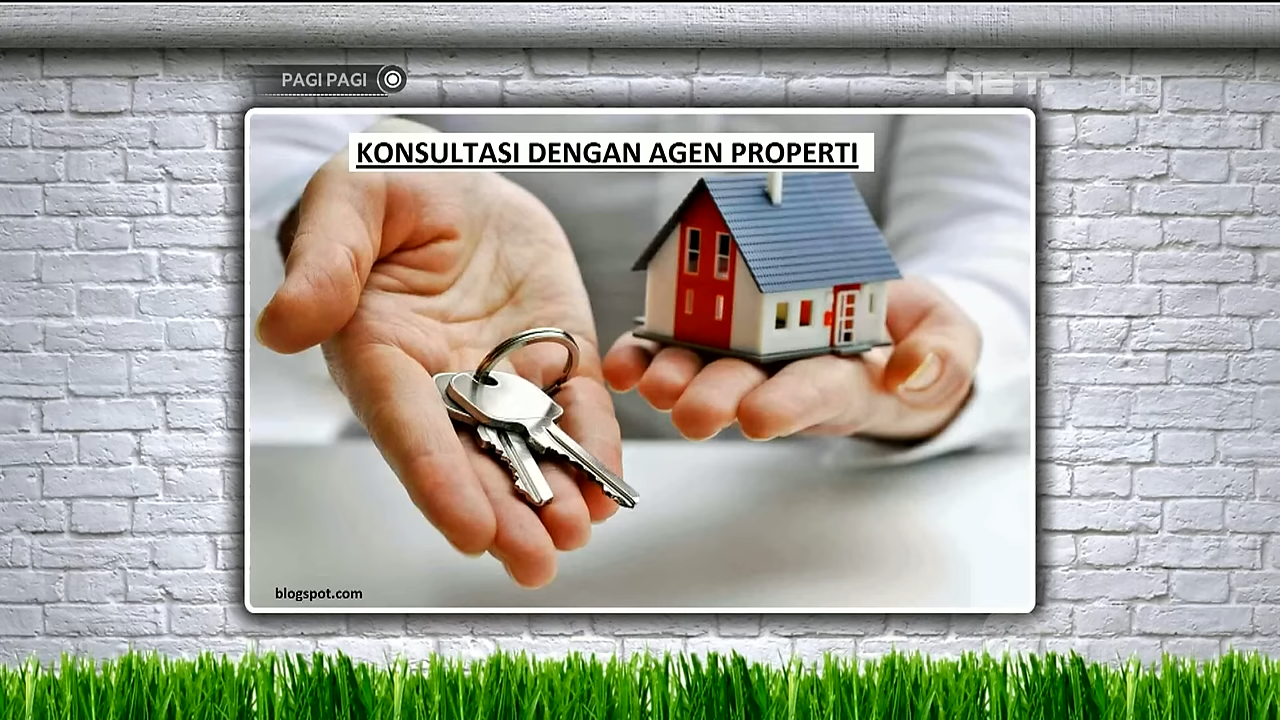 PAGI PAGI
NET. HD
KONSULTASI DENGAN AGEN PROPERTI
blogspot.com